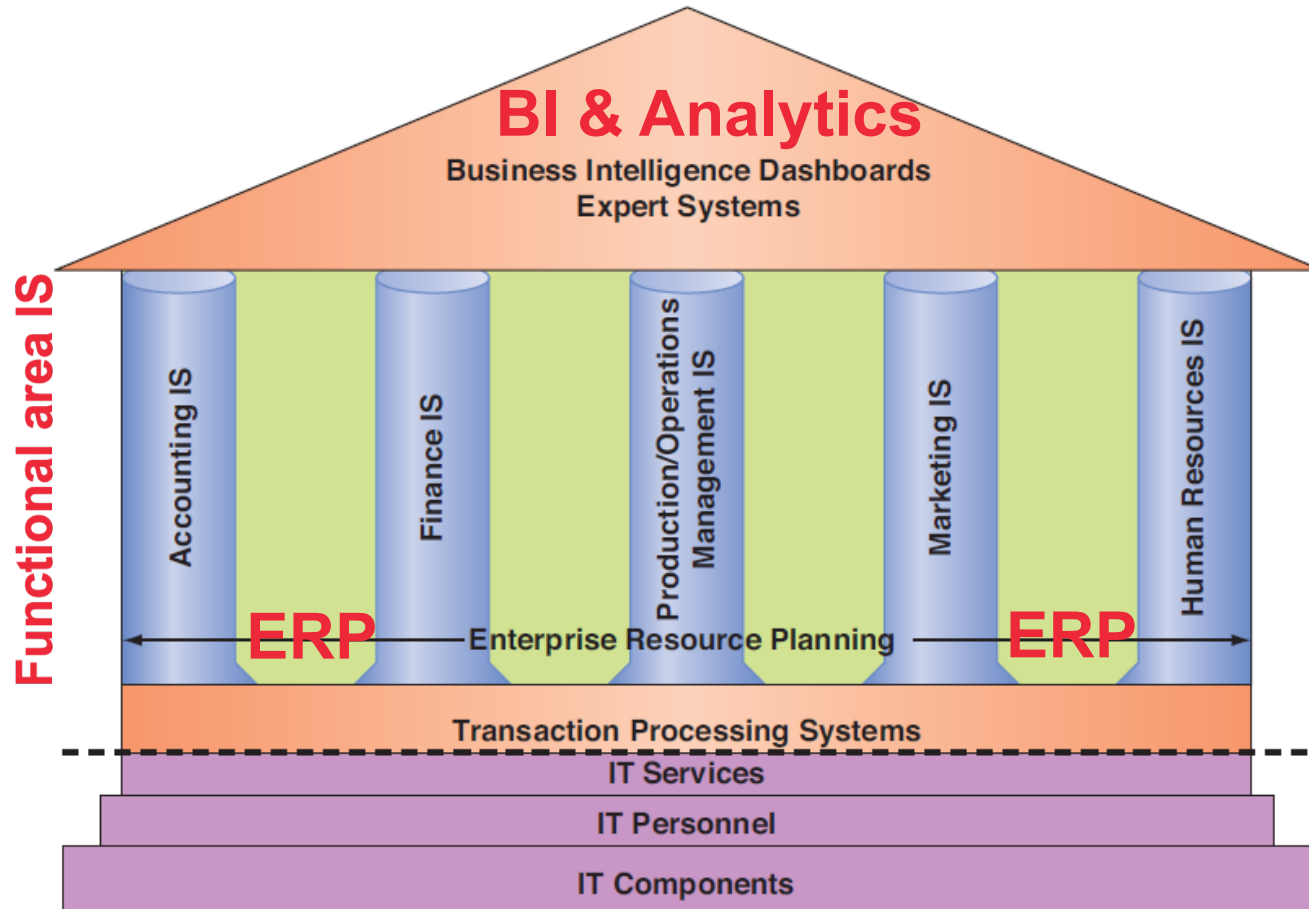 BI & Analytics
Business Intelligence Dashboards
Expert Systems
Functional area IS
Accounting IS
Finance IS
Production/Operations
Management IS
Marketing IS
Human Resources IS
ERP
Enterprise Resource Planning
ERP
Transaction Processing Systems
IT Services
IT Personnel
IT Components